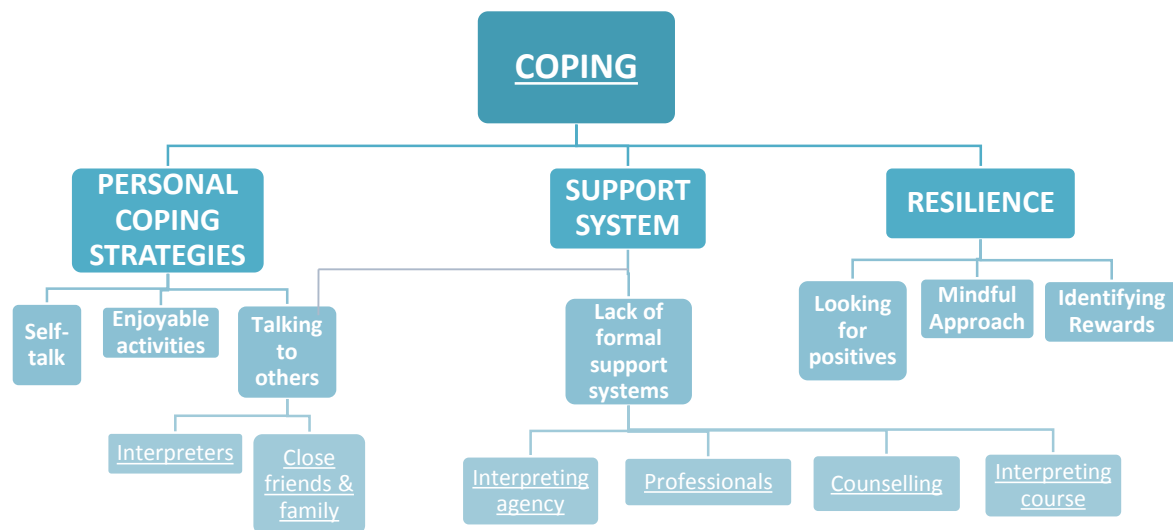 COPING
PERSONAL
COPING
STRATEGIES
SUPPORT
SYSTEM
RESILIENCE
Self-
talk
Enjoyable
activities
Talking
to
others
Lack of
formal
support
systems
Looking
for
positives
Mindful
Approach
Identifying
Rewards
Interpreters
Close
friends &
family
Interpreting
agency
Professionals
Counselling
Interpreting
course